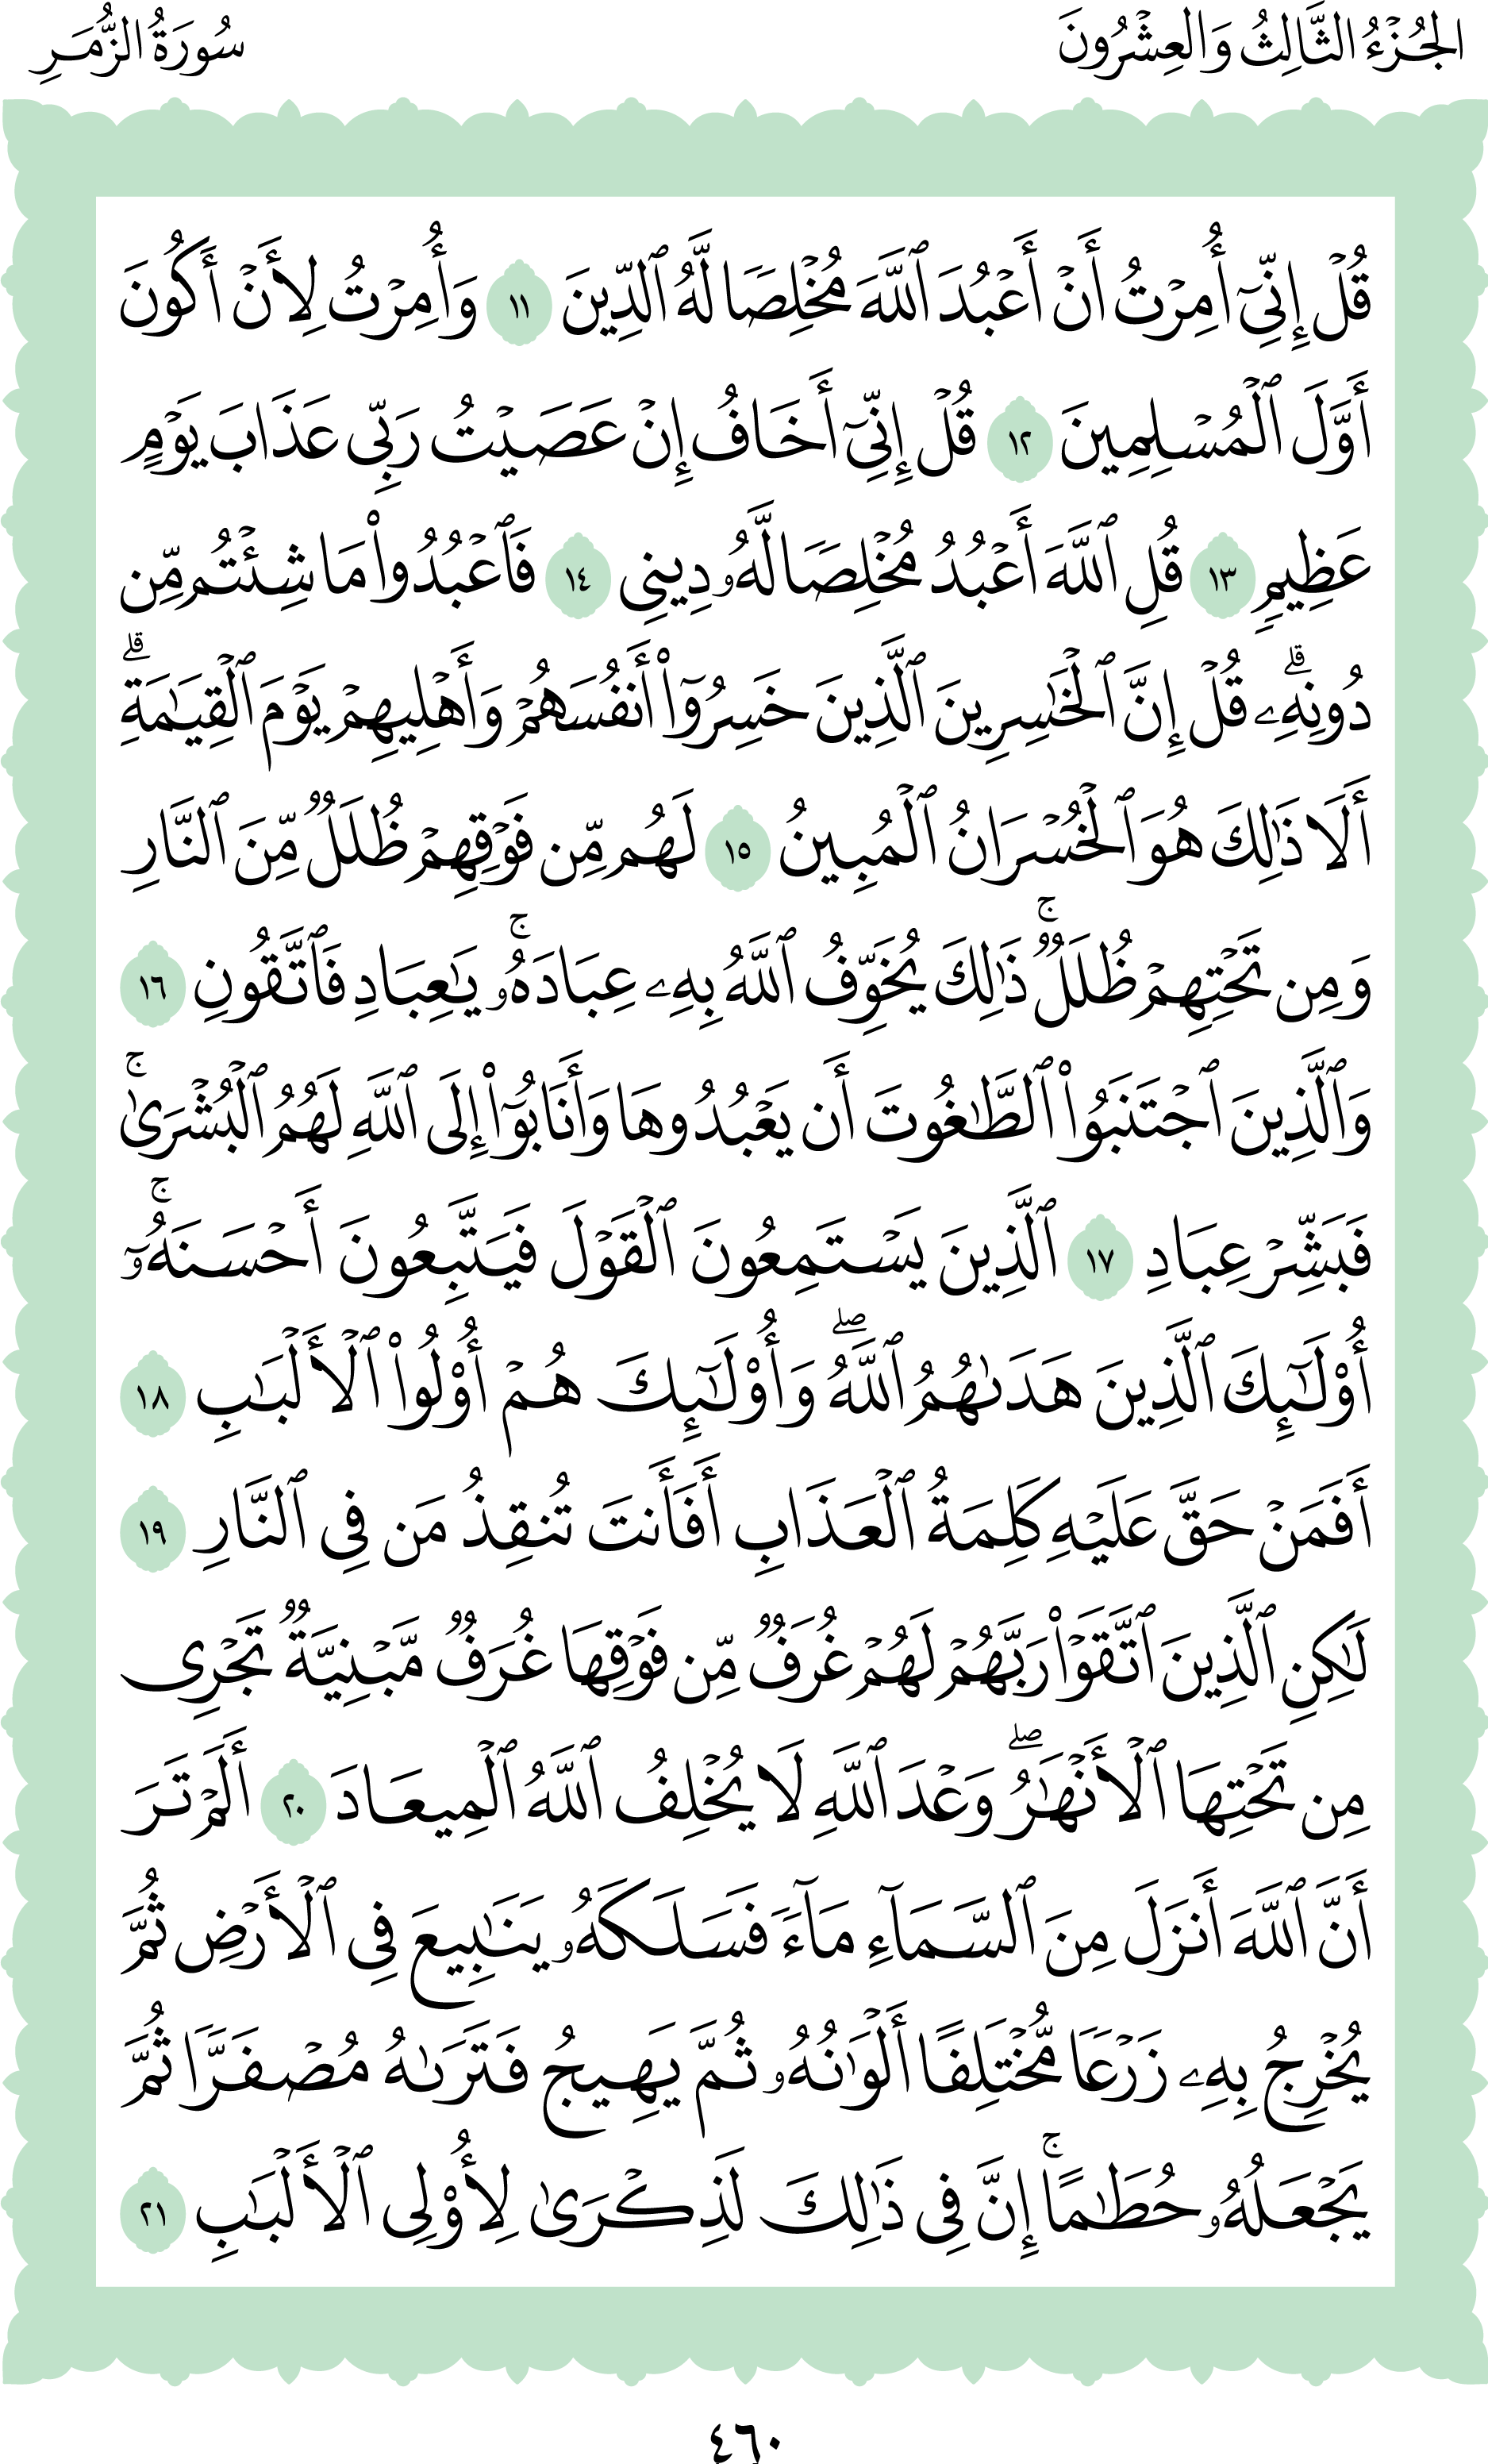 الجُزْءُ الثَّالِثُ وَالعِشْرُونَ
سُورَةُ الزُّمَرِ
قُلۡ إِنِّيٓ أُمِرۡتُ أَنۡ أَعۡبُدَ ٱللَّهَ مُخۡلِصٗا لَّهُ ٱلدِّينَ ١١ وَأُمِرۡتُ لِأَنۡ أَكُونَ
أَوَّلَ ٱلۡمُسۡلِمِينَ ١٢ قُلۡ إِنِّيٓ أَخَافُ إِنۡ عَصَيۡتُ رَبِّي عَذَابَ يَوۡمٍ
عَظِيمٖ ١٣ قُلِ ٱللَّهَ أَعۡبُدُ مُخۡلِصٗا لَّهُۥ دِينِي ١٤ فَٱعۡبُدُواْ مَا شِئۡتُم مِّن
دُونِهِۦۗ قُلۡ إِنَّ ٱلۡخَٰسِرِينَ ٱلَّذِينَ خَسِرُوٓاْ أَنفُسَهُمۡ وَأَهۡلِيهِمۡ يَوۡمَ ٱلۡقِيَٰمَةِۗ
أَلَا ذَٰلِكَ هُوَ ٱلۡخُسۡرَانُ ٱلۡمُبِينُ ١٥ لَهُم مِّن فَوۡقِهِمۡ ظُلَلٞ مِّنَ ٱلنَّارِ
وَمِن تَحۡتِهِمۡ ظُلَلٞۚ ذَٰلِكَ يُخَوِّفُ ٱللَّهُ بِهِۦ عِبَادَهُۥۚ يَٰعِبَادِ فَٱتَّقُونِ ١٦
وَٱلَّذِينَ ٱجۡتَنَبُواْ ٱلطَّٰغُوتَ أَن يَعۡبُدُوهَا وَأَنَابُوٓاْ إِلَى ٱللَّهِ لَهُمُ ٱلۡبُشۡرَىٰۚ
فَبَشِّرۡ عِبَادِ ١٧ ٱلَّذِينَ يَسۡتَمِعُونَ ٱلۡقَوۡلَ فَيَتَّبِعُونَ أَحۡسَنَهُۥٓۚ
أُوْلَٰٓئِكَ ٱلَّذِينَ هَدَىٰهُمُ ٱللَّهُۖ وَأُوْلَٰٓئِكَ هُمۡ أُوْلُواْ ٱلۡأَلۡبَٰبِ ١٨
أَفَمَنۡ حَقَّ عَلَيۡهِ كَلِمَةُ ٱلۡعَذَابِ أَفَأَنتَ تُنقِذُ مَن فِي ٱلنَّارِ ١٩
لَٰكِنِ ٱلَّذِينَ ٱتَّقَوۡاْ رَبَّهُمۡ لَهُمۡ غُرَفٞ مِّن فَوۡقِهَا غُرَفٞ مَّبۡنِيَّةٞ تَجۡرِي
مِن تَحۡتِهَا ٱلۡأَنۡهَٰرُۖ وَعۡدَ ٱللَّهِ لَا يُخۡلِفُ ٱللَّهُ ٱلۡمِيعَادَ ٢٠ أَلَمۡ تَرَ
أَنَّ ٱللَّهَ أَنزَلَ مِنَ ٱلسَّمَآءِ مَآءٗ فَسَلَكَهُۥ يَنَٰبِيعَ فِي ٱلۡأَرۡضِ ثُمَّ
يُخۡرِجُ بِهِۦ زَرۡعٗا مُّخۡتَلِفًا أَلۡوَٰنُهُۥ ثُمَّ يَهِيجُ فَتَرَىٰهُ مُصۡفَرّٗا ثُمَّ
يَجۡعَلُهُۥ حُطَٰمًاۚ إِنَّ فِي ذَٰلِكَ لَذِكۡرَىٰ لِأُوْلِي ٱلۡأَلۡبَٰبِ ٢١
٤٦٠